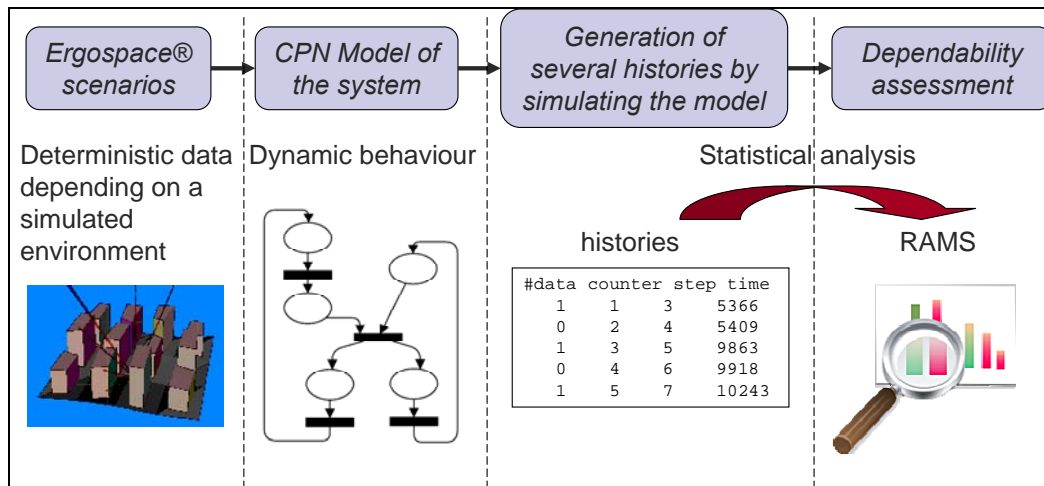 Ergospace®
scenarios
CPN Model of
the system
Generation of
several histories by
simulating the model
Dependability
assessment
Deterministic data
depending on a
simulated
environment
Dynamic behaviour
Statistical analysis
histories
RAMS
#data counter step time
1 1 3 5366
0 2 4 5409
1 3 5 9863
0 4 6 9918
1 5 7 10243